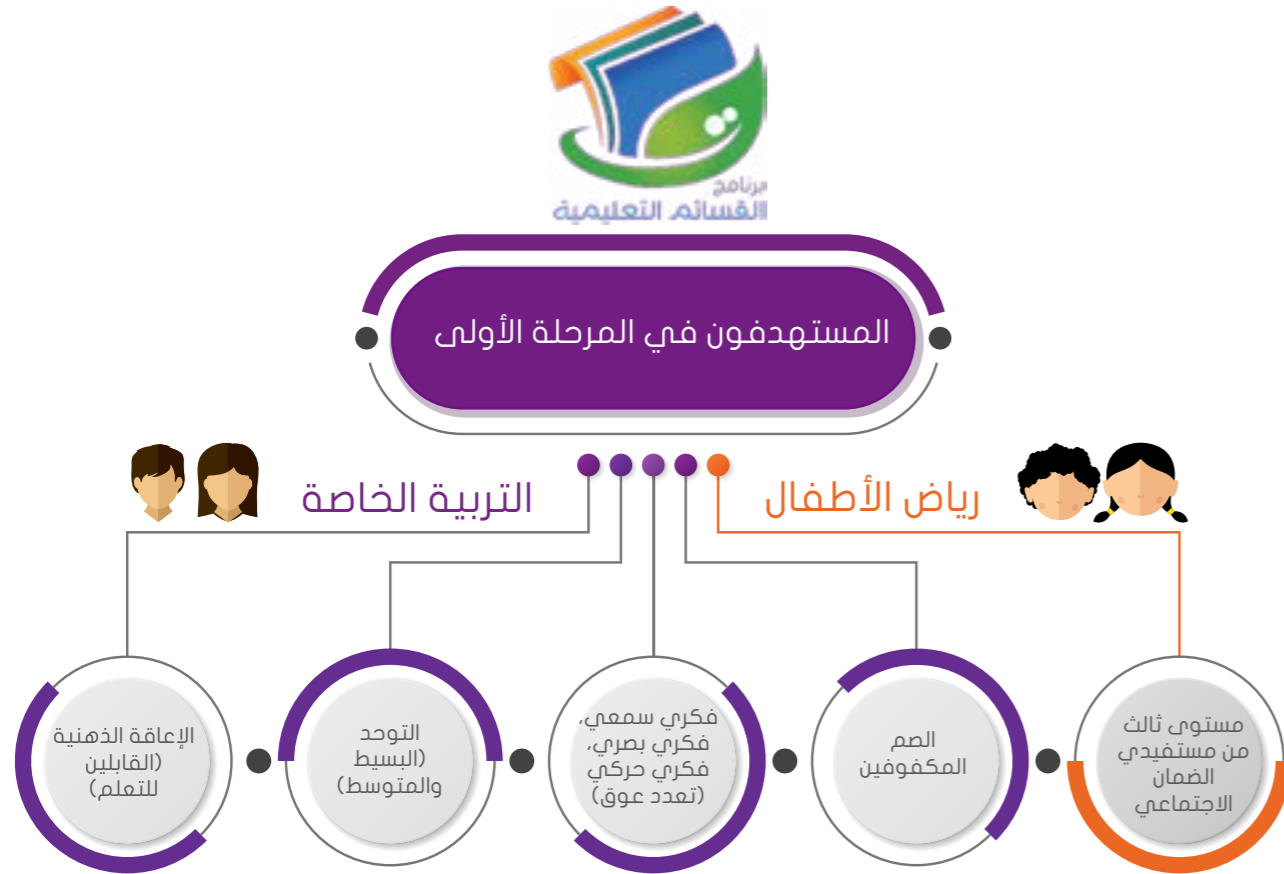 برنامج
القسائم التعليمية
المستهدفون في المرحلة الأولى
رياض الأطفال
التربية الخاصة
مستوى ثالث
من مستفيدي
الضمان
الاجتماعي
الصم
المكفوفين
فكري سمعي،
فكري بصري،
فكري حركي
(تعدد عوق)
التوحد
(البسيط
والمتوسط)
الإعاقة الذهنية
(القابلين
للتعلم)